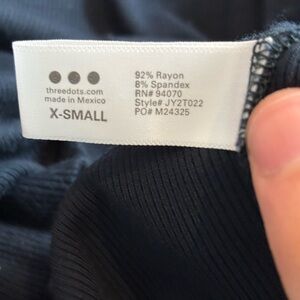 threedots.com
made in Mexico
X-SMALL
92% Rayon
8% Spandex
RN# 94070
Style# JY2T022
PO# M24325